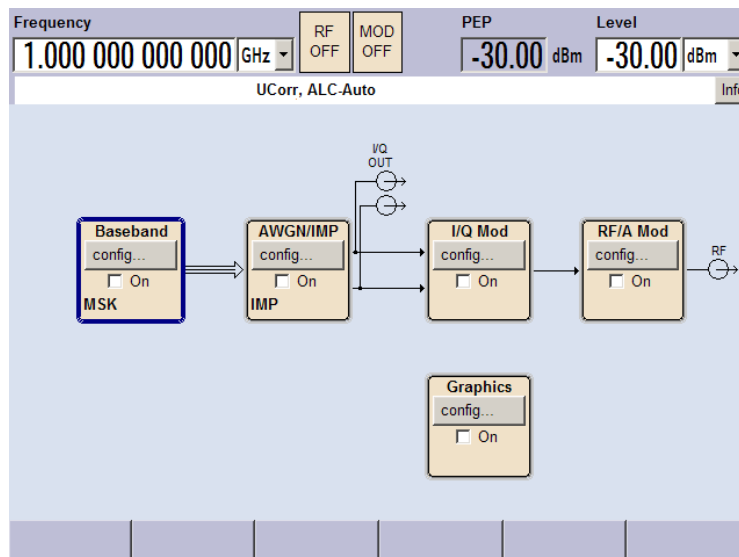 Frequency
RF OFF
MOD OFF
PEP
Level
1.000 000 000 000 GHz
-30.00 dBm
-30.00 dBm
UCorr, ALC-Auto
Info
I/Q
OUT
Baseband
config...
On
MSK
AWGN/IMP
config...
On
IMP
I/Q Mod
config...
On
RF/A Mod
config...
On
RF
Graphics
config...
On